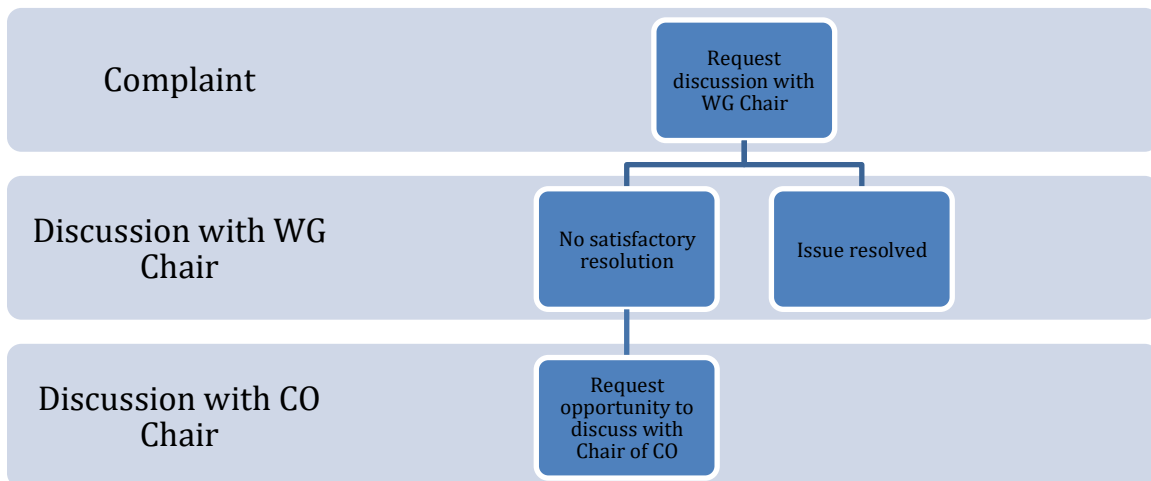 Complaint
Request
discussion with
WG Chair
Discussion with WG
Chair
No satisfactory
resolution
Issue resolved
Discussion with CO
Chair
Request
opportunity to
discuss with
Chair of CO